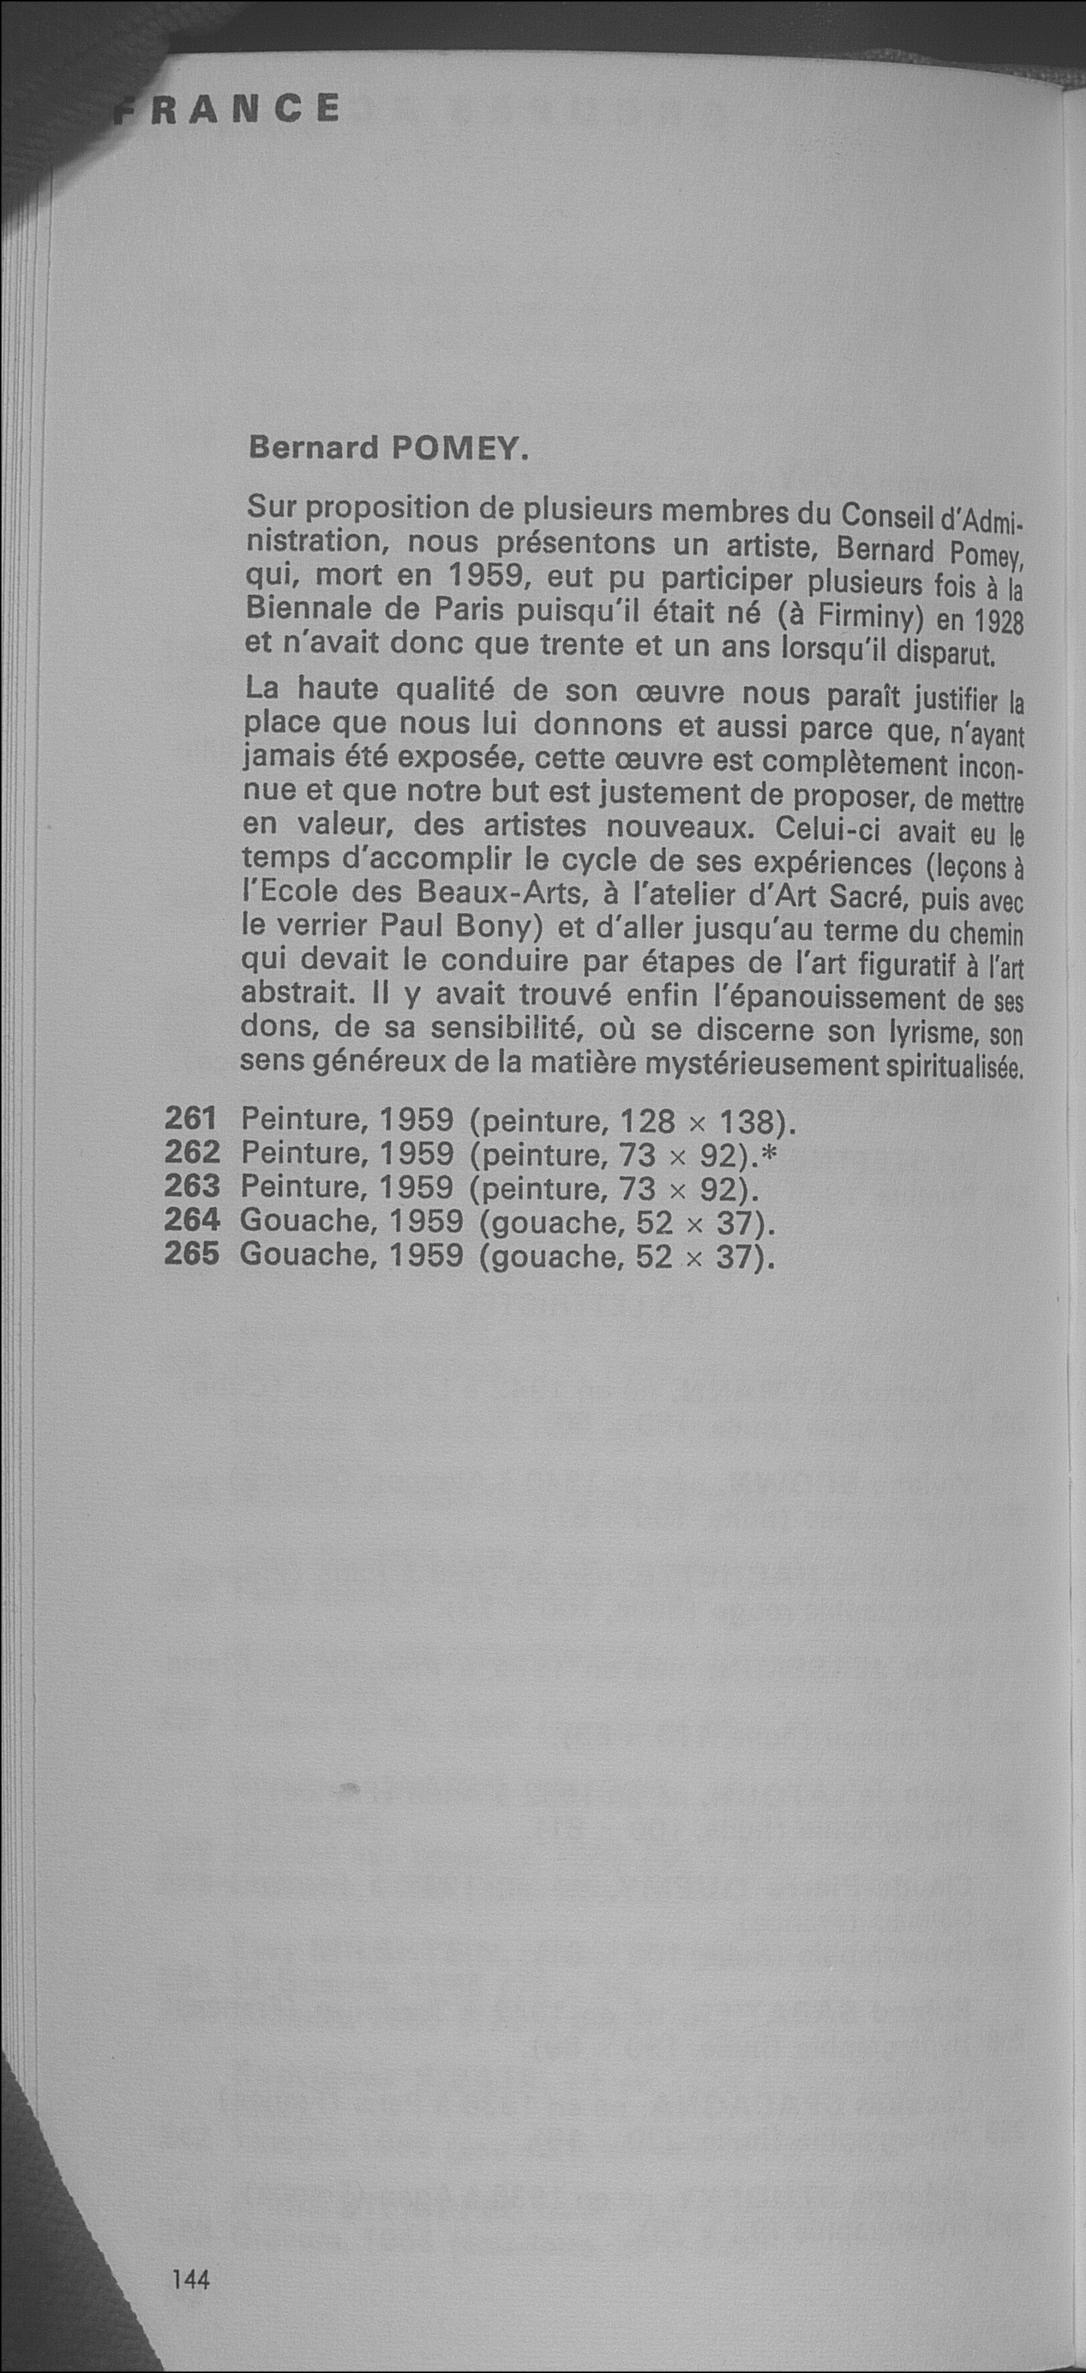 FRANCE
Bernard POMEY.
Sur proposition de plusieurs membres du Conseil d'Admi-
nistration, nous présentons un artiste, Bernard Pomey,
qui, mort en 1959, eut pu participer plusieurs fois à la
Biennale de Paris puisqu'il était né (à Firminy) en 1928
et n'avait donc que trente et un ans lorsqu'il disparut.
La haute qualité de son œuvre nous paraît justifier la
place que nous lui donnons et aussi parce que, n'ayant
jamais été exposée, cette œuvre est complètement incon-
nue et que notre but est justement de proposer, de mettre
en valeur, des artistes nouveaux. Celui-ci avait eu le
temps d'accomplir le cycle de ses expériences (leçons à
l'Ecole des Beaux-Arts, à l'atelier d'Art Sacré, puis avec
le verrier Paul Bony) et d'aller jusqu'au terme du chemin
qui devait le conduire par étapes de l'art figuratif à l'art
abstrait. Il y avait trouvé enfin l'épanouissement de ses
dons, de sa sensibilité, où se discerne son lyrisme, son
sens généreux de la matière mystérieusement spiritualisée.
261 Peinture, 1959 (peinture, 128 × 138).
262 Peinture, 1959 (peinture, 73 × 92).*
263 Peinture, 1959 (peinture, 73 × 92).
264 Gouache, 1959 (gouache, 52 × 37).
265 Gouache, 1959 (gouache, 52 × 37).
144